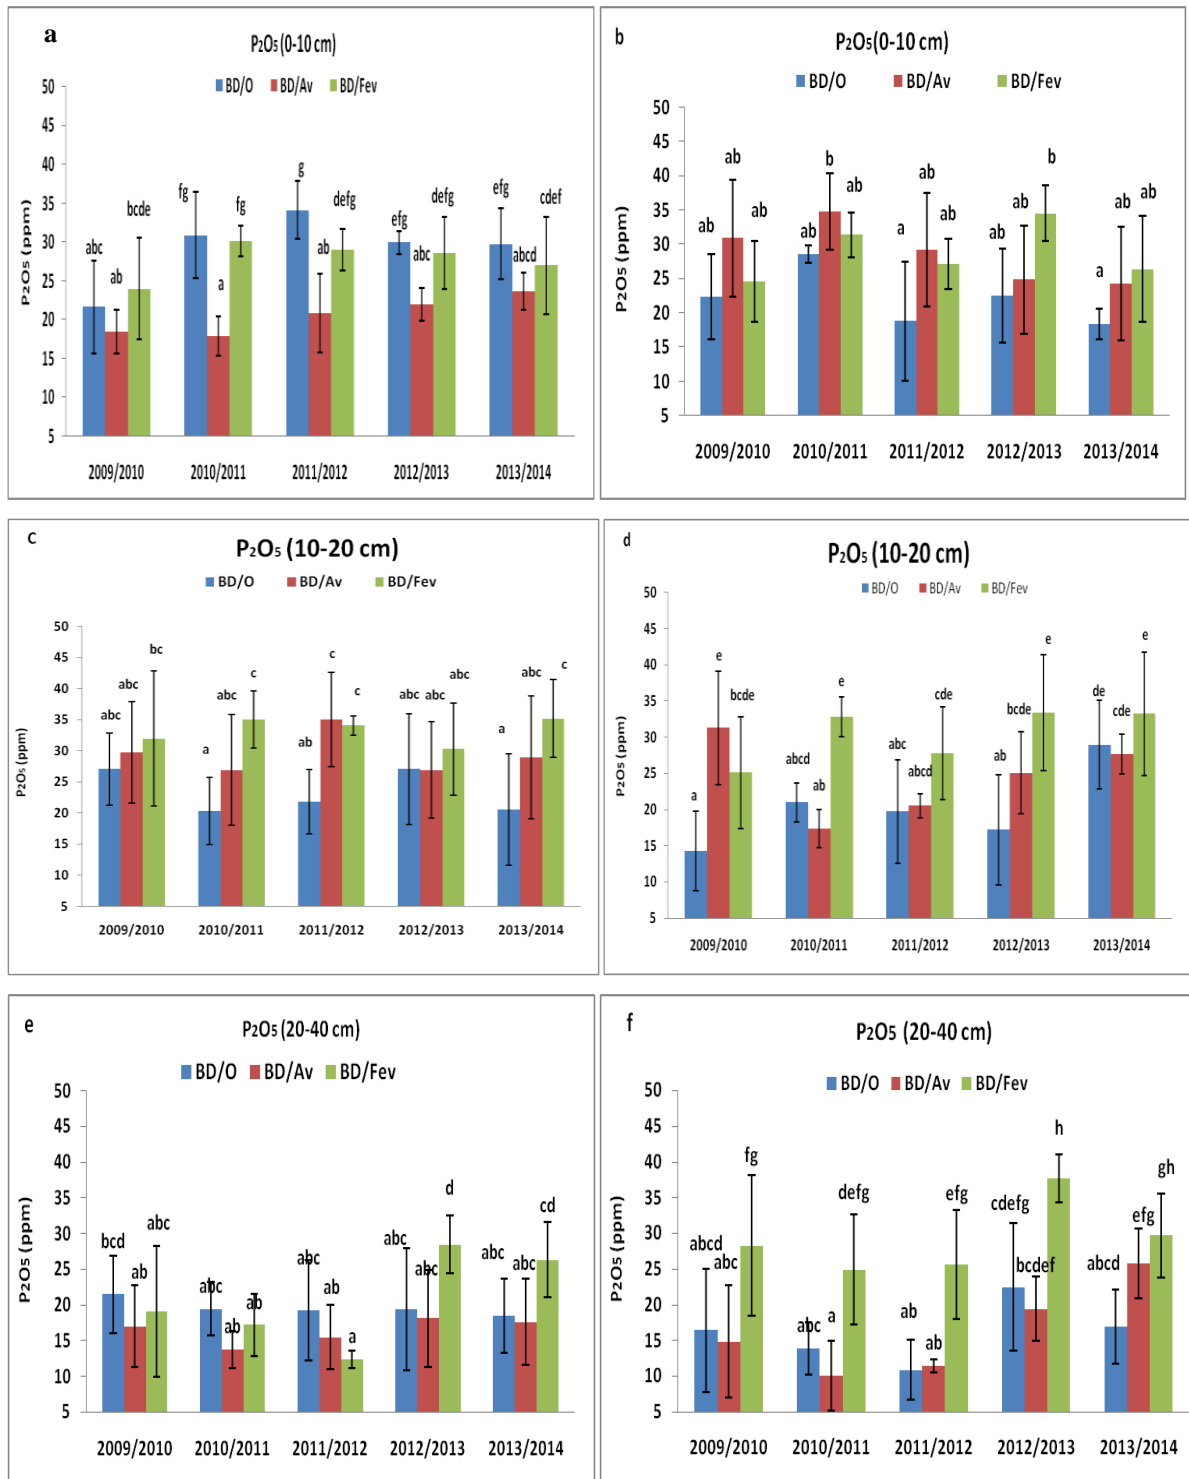 a
P₂O₅ (0-10 cm)
BD/O BD/Av BD/Fev
P₂O₅ (ppm)
50
45
40
35
30
25
20
15
10
5
abc ab bcde
fg a fg
g ab defg
efg abc defg
efg abcd cdef
2009/2010 2010/2011 2011/2012 2012/2013 2013/2014
b
P₂O₅(0-10 cm)
BD/O BD/Av BD/Fev
P₂O₅ (ppm)
50
45
40
35
30
25
20
15
10
5
ab ab ab
ab b ab
a ab ab
ab ab b
a ab ab
2009/2010 2010/2011 2011/2012 2012/2013 2013/2014
c
P₂O₅ (10-20 cm)
BD/O BD/Av BD/Fev
P₂O₅ (ppm)
50
45
40
35
30
25
20
15
10
5
abc abc bc
a abc c
ab c c
abc abc abc
a abc c
2009/2010 2010/2011 2011/2012 2012/2013 2013/2014
d
P₂O₅ (10-20 cm)
BD/O BD/Av BD/Fev
P₂O₅ (ppm)
50
45
40
35
30
25
20
15
10
5
a e bcde
abcd ab e
abc abcd cde
ab bcde e
de cde e
2009/2010 2010/2011 2011/2012 2012/2013 2013/2014
e
P₂O₅ (20-40 cm)
BD/O BD/Av BD/Fev
P₂O₅ (ppm)
50
45
40
35
30
25
20
15
10
5
bcd ab abc
abc ab ab
abc ab a
abc abc d
abc abc cd
2009/2010 2010/2011 2011/2012 2012/2013 2013/2014
f
P₂O₅ (20-40 cm)
BD/O BD/Av BD/Fev
P₂O₅ (ppm)
50
45
40
35
30
25
20
15
10
5
abcd abc fg
abc a defg
ab ab efg
cdefg bcdef h
abcd efg gh
2009/2010 2010/2011 2011/2012 2012/2013 2013/2014